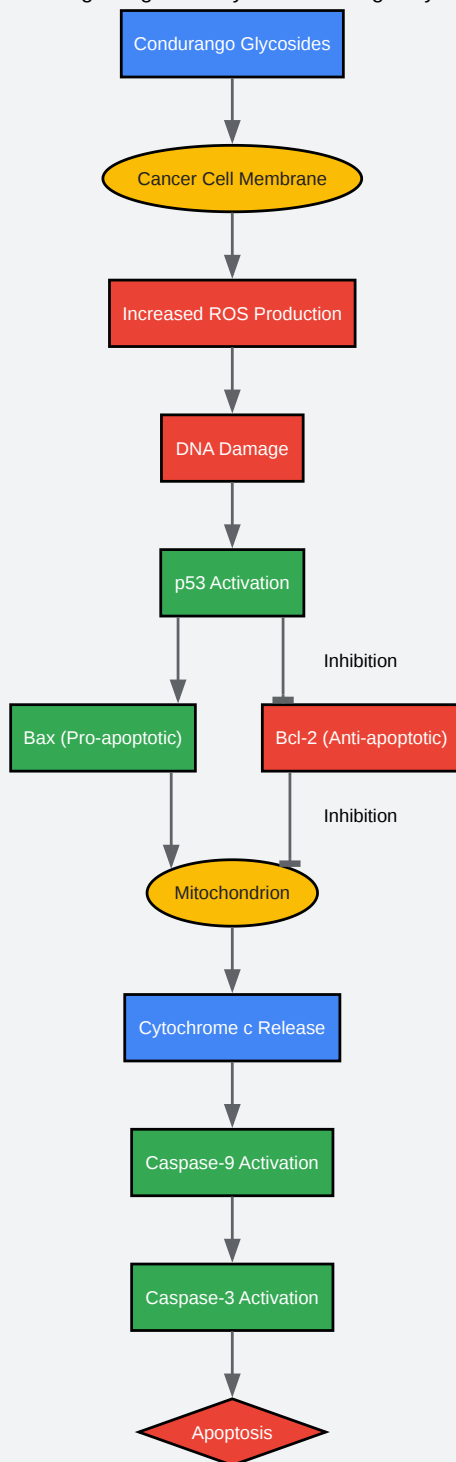 Condurango Glycosides
Cancer Cell Membrane
Increased ROS Production
DNA Damage
p53 Activation
Inhibition
Bax (Pro-apoptotic)
Bcl-2 (Anti-apoptotic)
Inhibition
Mitochondrion
Cytochrome c Release
Caspase-9 Activation
Caspase-3 Activation
Apoptosis